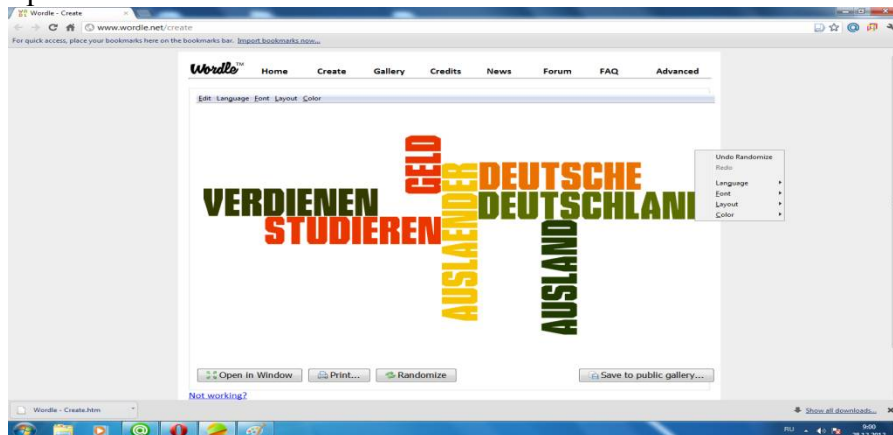 Wordle - Create
www.wordle.net/create
For quick access, place your bookmarks here on the bookmarks bar. Import bookmarks now...
Wordle™ Home Create Gallery Credits News Forum FAQ Advanced
Edit Language Font Layout Color
GELD
DEUTSCHE
VERDIENEN
DEUTSCHLAND
STUDIEREN
AUSLAENDER
AUSLAND
Undo Randomize
Redo
Language
Font
Layout
Color
Open in Window Print... Randomize Save to public gallery...
Not working?
Wordle - Create.htm Show all downloads...
RU 9:00